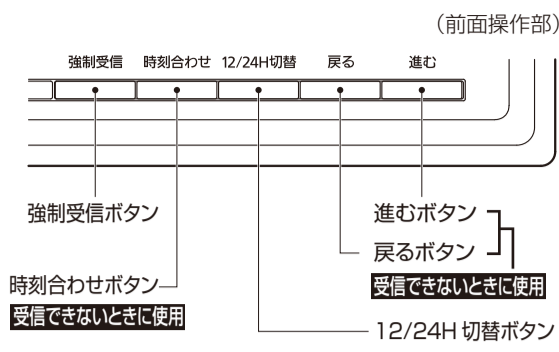 （前面操作部）
強制受信 時刻合わせ 12/24H切替 戻る 進む
強制受信ボタン
進むボタン
戻るボタン
時刻合わせボタン
受信できないときに使用
受信できないときに使用
12/24H切替ボタン